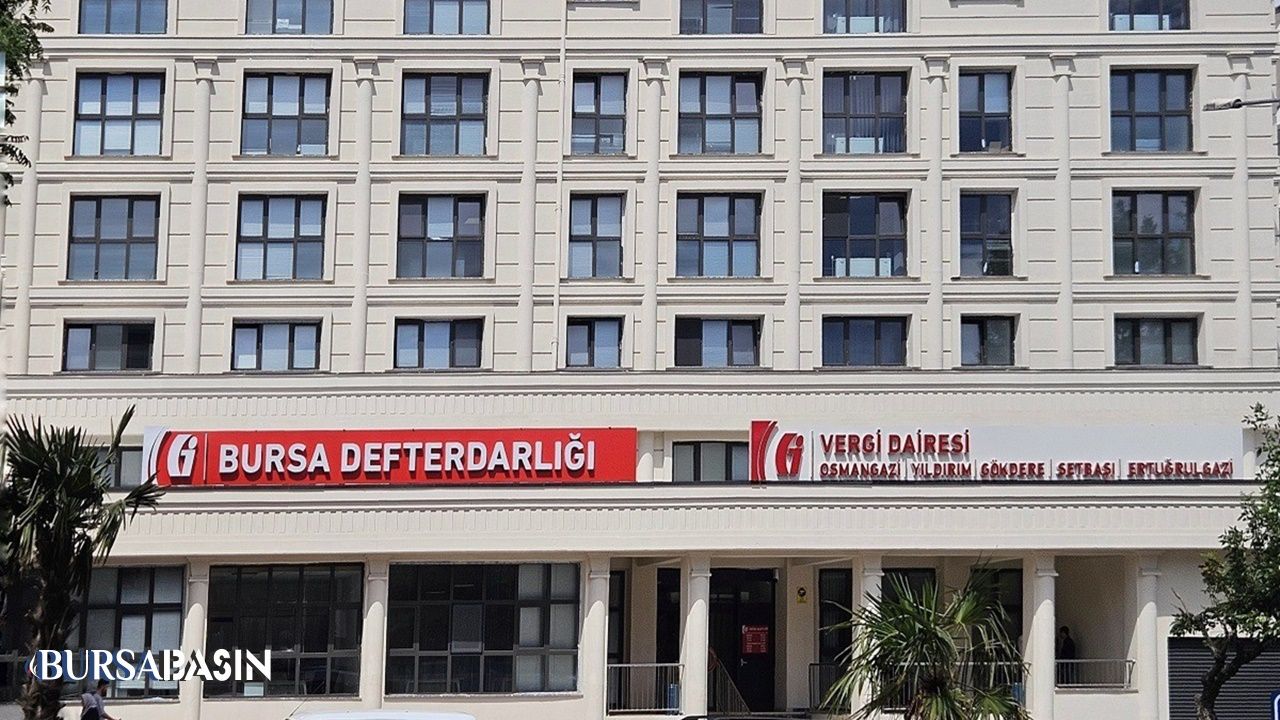 BURSA DEFTERDARLIĞI
VERGİ DAİRESİ
OSMANGAZİ | YILDIRIM | GÖKDERE | SETBAŞI | ERTUĞRULGAZİ
BURSABASIN